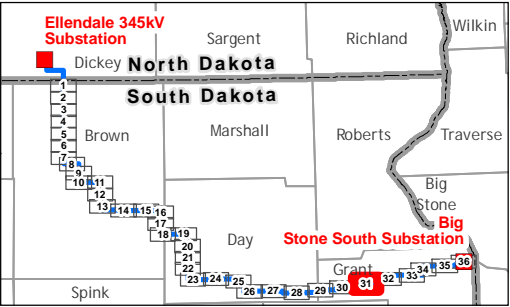 Ellendale 345kV
Substation
Wilkin
Sargent
Richland
Dickey
North Dakota
South Dakota
1
2
3
4
5
6
7
8
9
10
11
12
13
14
15
16
17
18
19
20
21
22
23
24
25
26
27
28
29
30
31
32
33
34
35
36
Brown
Marshall
Roberts
Traverse
Big
Stone
Big
Stone South Substation
Day
Grant
Spink